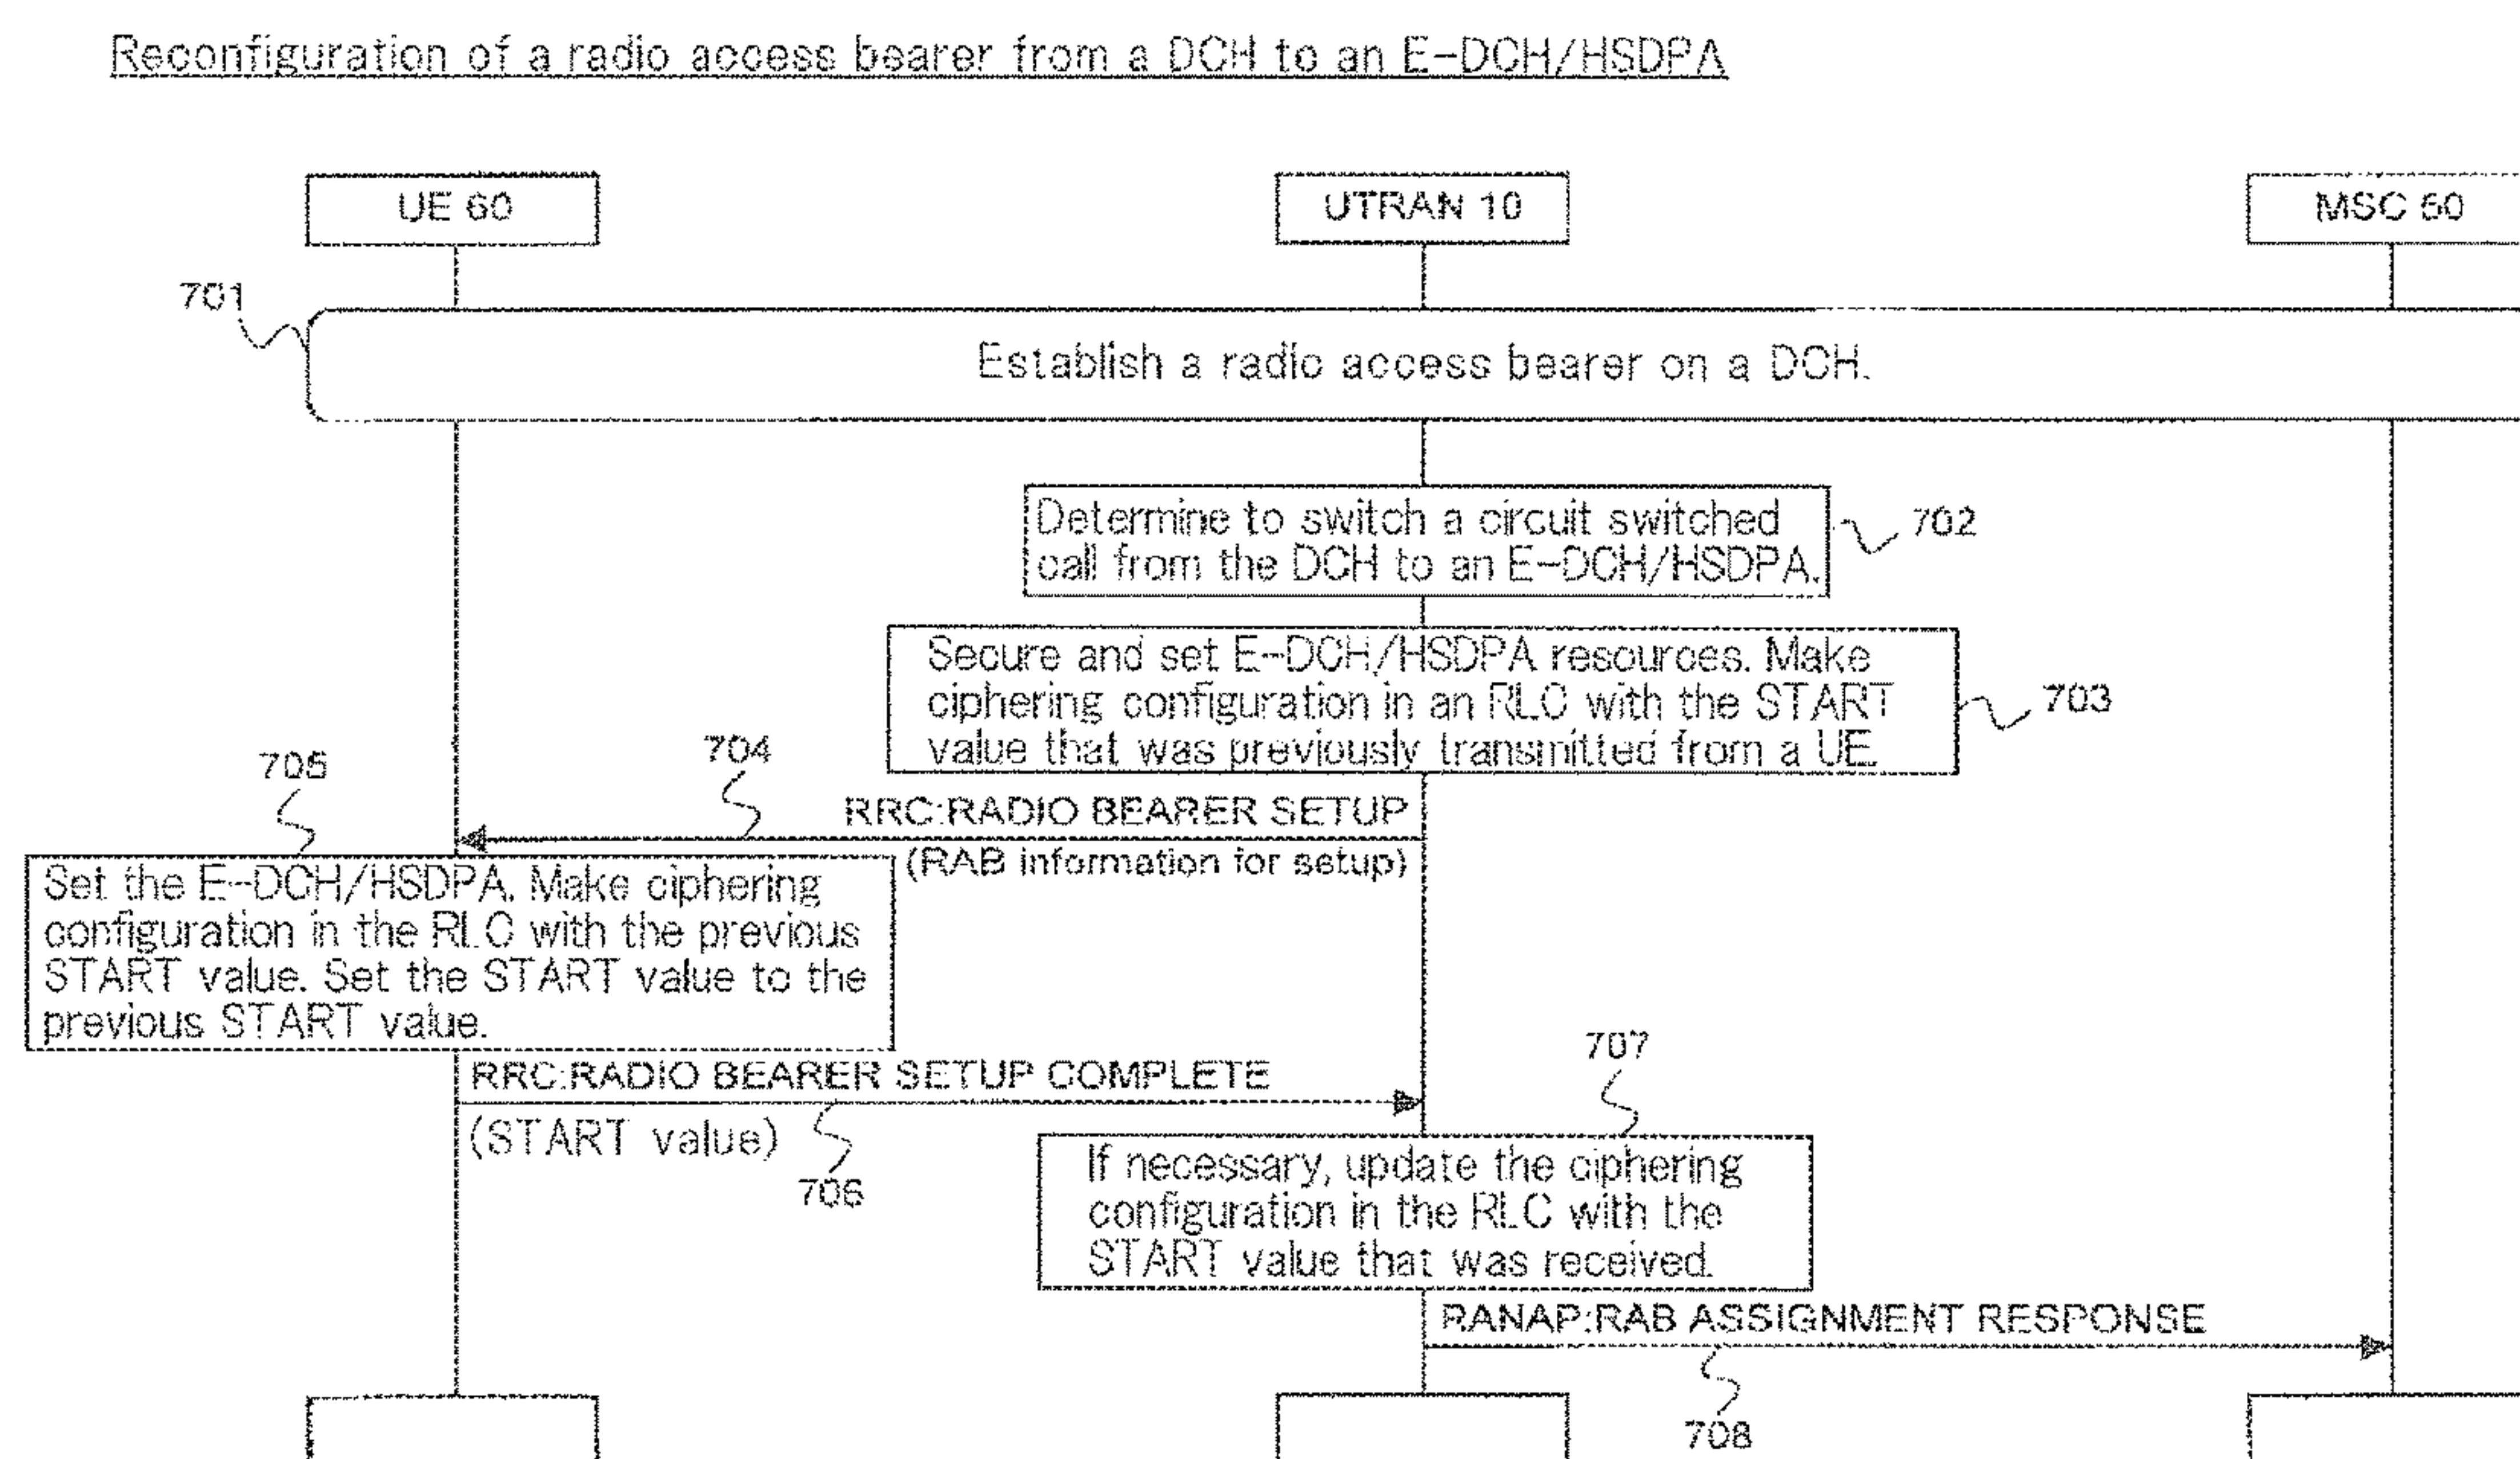 Reconfiguration of a radio access bearer from a DCH to an E-DCH/HSDPA
UE 60
UTRAN 10
MSC 50
701
Establish a radio access bearer on a DCH.
Determine to switch a circuit switched
call from the DCH to an E-DCH/HSDPA.
702
Secure and set E-DCH/HSDPA resources. Make
ciphering configuration in an RLC with the START
value that was previously transmitted from a UE
703
704
705
RRC:RADIO BEARER SETUP
(RAB information for setup)
Set the E-DCH/HSDPA. Make ciphering
configuration in the RLC with the previous
START value. Set the START value to the
previous START value.
RRC:RADIO BEARER SETUP COMPLETE
(START value)
706
707
If necessary, update the ciphering
configuration in the RLC with the
START value that was received.
RANAP:RAB ASSIGNMENT RESPONSE
708